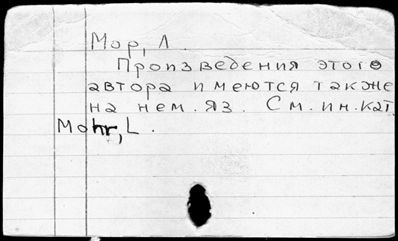 Мор, Л.
Произведения этого
автора имеются также
на нем. яз. См. ин. кат.
Mohr, L.